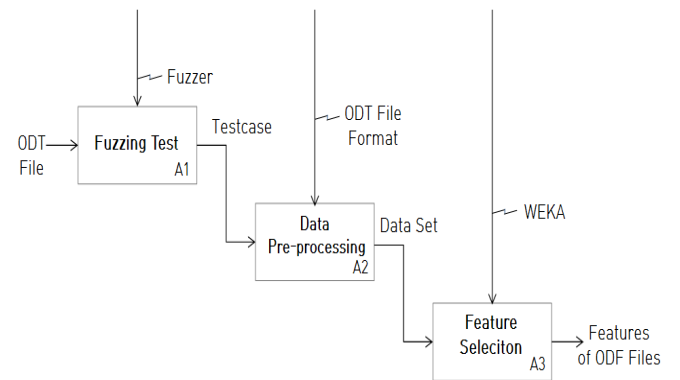 Fuzzer
ODT
File
Fuzzing Test
A1
Testcase
ODT File
Format
Data
Pre-processing
A2
Data Set
WEKA
Feature
Seleciton
A3
Features
of ODF Files